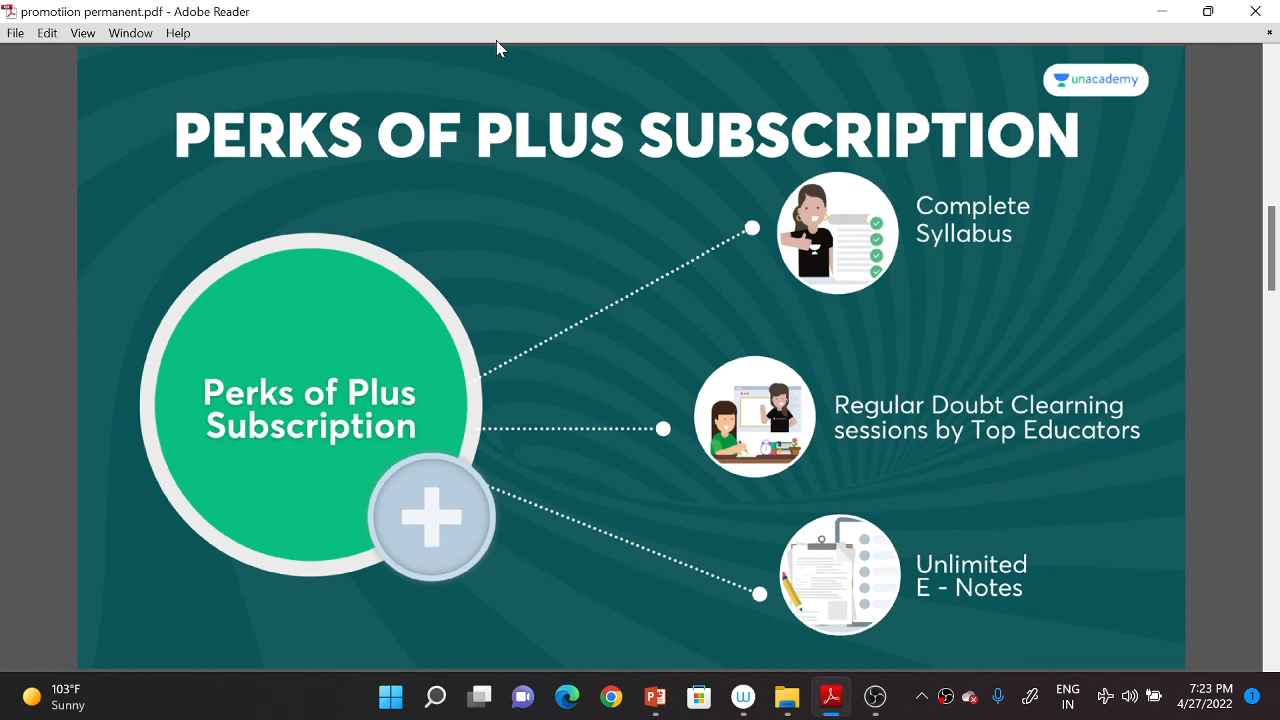 promotiion permanent.pdf - Adobe Reader
File Edit View Window Help
unacademy
PERKS OF PLUS SUBSCRIPTION
Complete
Syllabus
Perks of Plus
Subscription
Regular Doubt Clearning
sessions by Top Educators
Unlimited
E - Notes
103°F
Sunny
ENG
IN
7:23 PM
4/27/2022
1